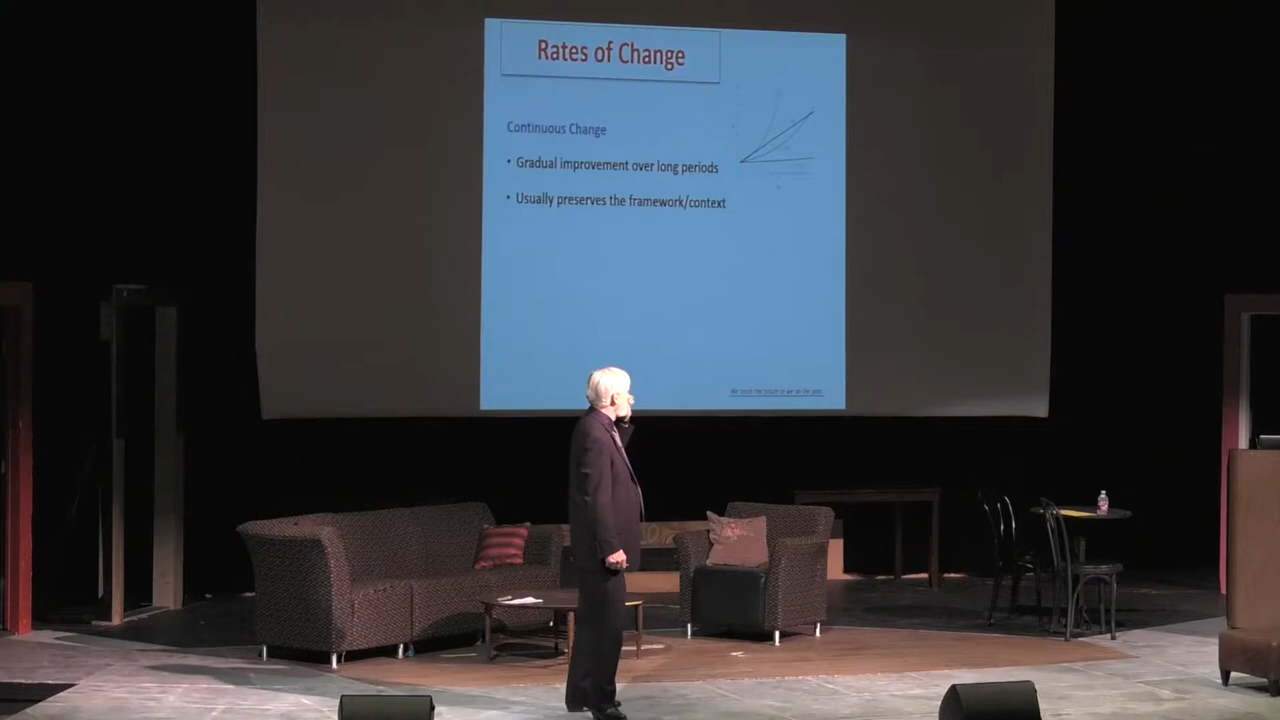 Rates of Change
Continuous Change
• Gradual improvement over long periods
• Usually preserves the framework/context